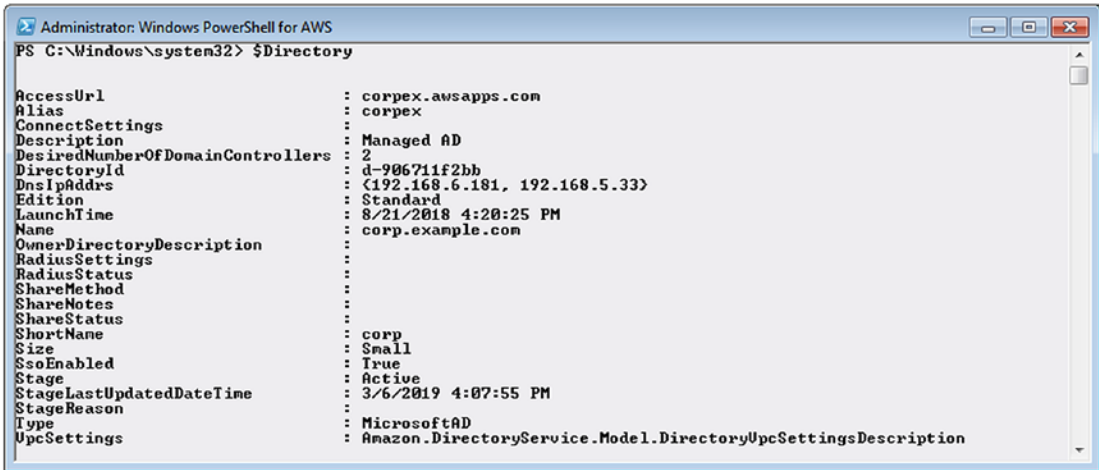 Administrator: Windows PowerShell for AWS
PS C:\Windows\system32> $Directory
AccessUrl : corpex.awsapps.com
Alias : corpex
ConnectSettings :
Description : Managed AD
DesiredNumberOfDomainControllers : 2
DirectoryId : d-906711f2bb
DnsIpAddrs : {192.168.6.181, 192.168.5.33}
Edition : Standard
LaunchTime : 8/21/2018 4:20:25 PM
Name : corp.example.com
OwnerDirectoryDescription :
RadiusSettings :
RadiusStatus :
ShareMethod :
ShareNotes :
ShareStatus :
ShortName : corp
Size : Small
SsoEnabled : True
Stage : Active
StageLastUpdatedDateTime : 3/6/2019 4:07:55 PM
StageReason :
Type : MicrosoftAD
VpcSettings : Amazon.DirectoryService.Model.DirectoryVpcSettingsDescription